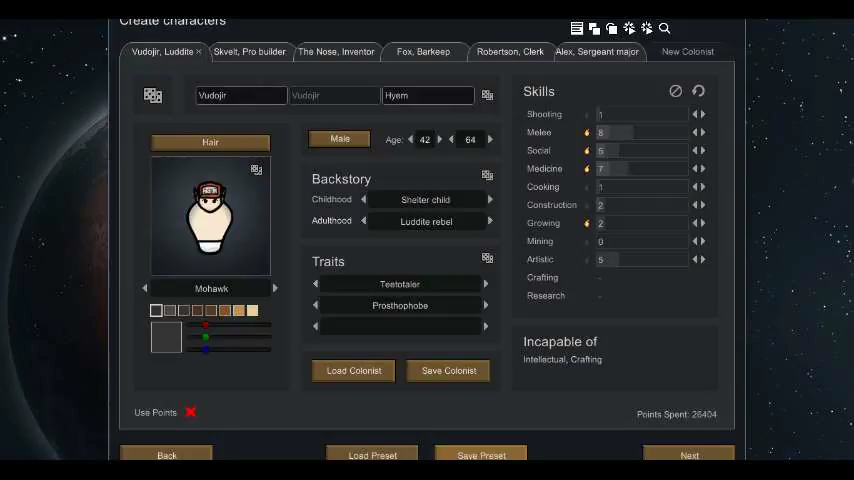 Create characters
Vudojir, Luddite × Skvelt, Pro builder The Nose, Inventor Fox, Barkeep Robertson, Clerk Alex, Sergeant major New Colonist
Vudojir Vudojir Hyem
Hair
Male Age: 42 64
Backstory
Childhood Shelter child
Adulthood Luddite rebel
Mohawk
Traits
Teetotaler
Prosthophobe
Load Colonist Save Colonist
Skills
Shooting 1
Melee 8
Social 5
Medicine 7
Cooking 1
Construction 2
Growing 2
Mining 0
Artistic 5
Crafting -
Research -
Incapable of
Intellectual, Crafting
Use Points
Points Spent: 26404
Back Load Preset Save Preset Next